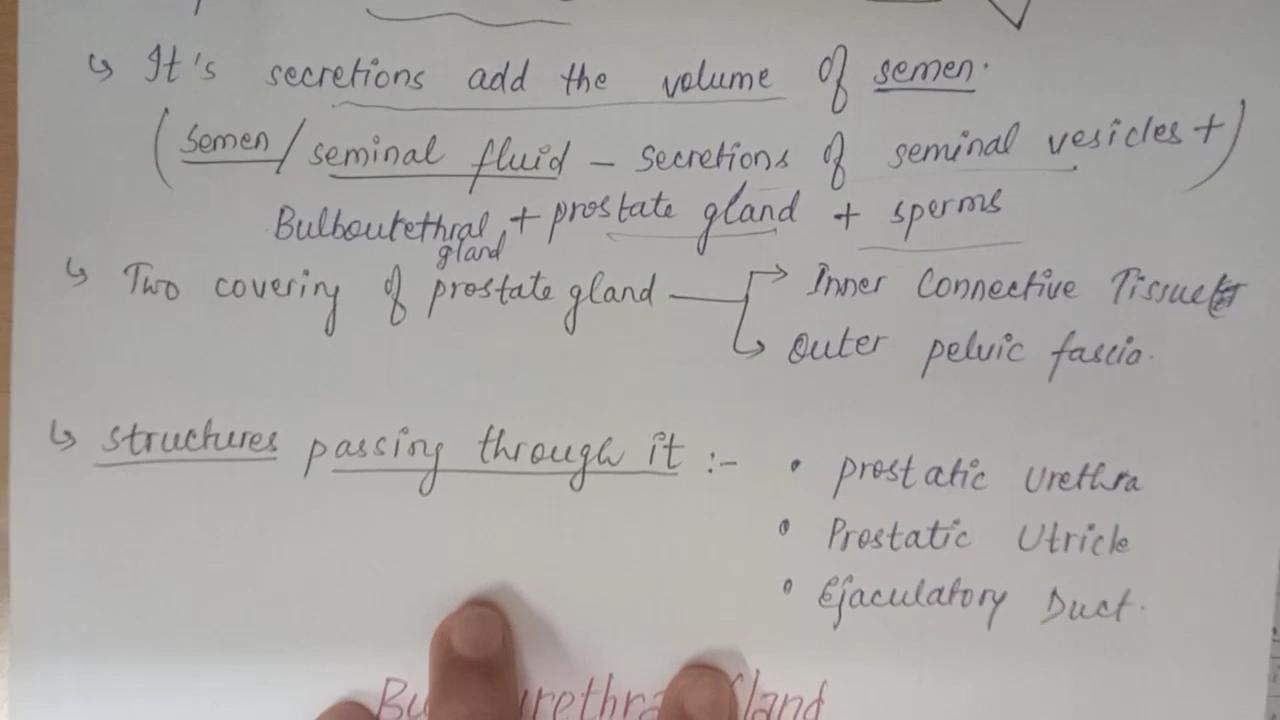 ↳ It's secretions add the volume of semen.
(Semen/seminal fluid – secretions of seminal vesicles +)
Bulboutethral gland + prostate gland + sperms
↳ Two covering of prostate gland → Inner Connective Tissue
↳ outer pelvic fascia.
↳ structures passing through it :-
• prostatic Urethra
• Prostatic Utricle
• Ejaculatory Duct.
Gland